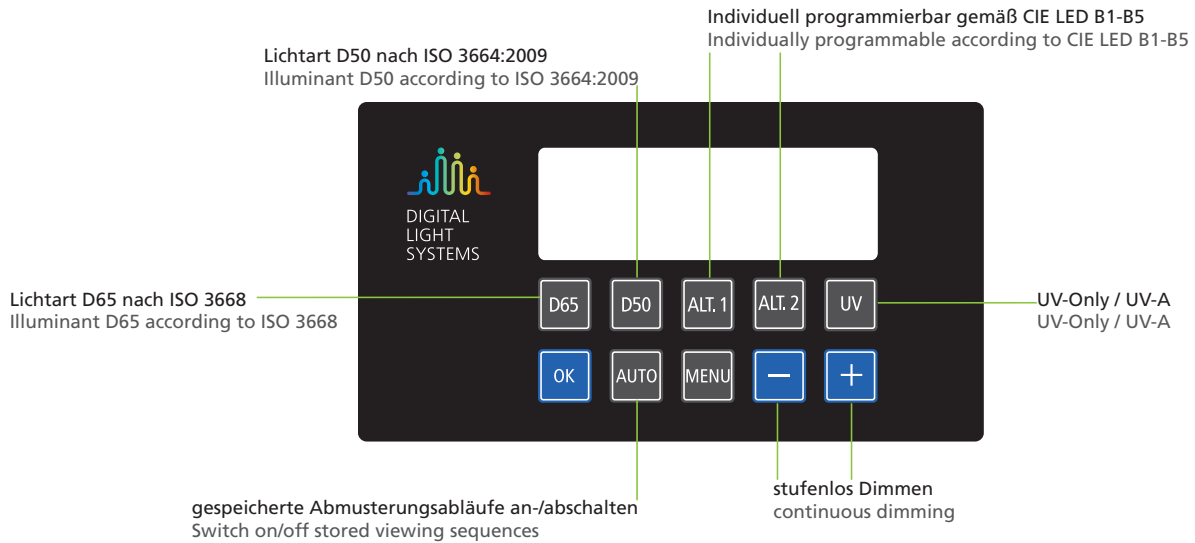 Individuell programmierbar gemäß CIE LED B1-B5
Individually programmable according to CIE LED B1-B5
Lichtart D50 nach ISO 3664:2009
Illuminant D50 according to ISO 3664:2009
DIGITAL
LIGHT
SYSTEMS
D65 D50 ALT. 1 ALT. 2 UV
Lichtart D65 nach ISO 3668
Illuminant D65 according to ISO 3668
UV-Only / UV-A
UV-Only / UV-A
OK AUTO MENU − +
stufenlos Dimmen
continuous dimming
gespeicherte Abmusterungsabläufe an-/abschalten
Switch on/off stored viewing sequences